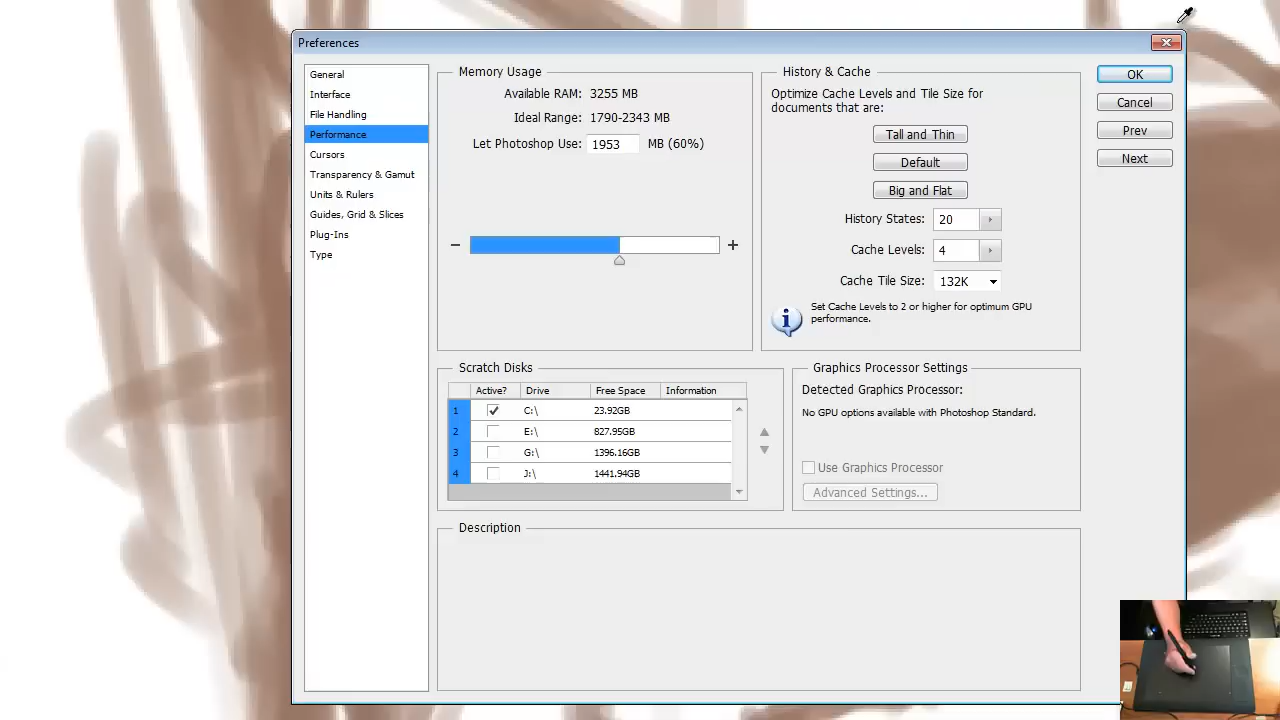 Preferences
General
Interface
File Handling
Performance
Cursors
Transparency & Gamut
Units & Rulers
Guides, Grid & Slices
Plug-Ins
Type
Memory Usage
Available RAM: 3255 MB
Ideal Range: 1790-2343 MB
Let Photoshop Use: 1953 MB (60%)
− +
History & Cache
Optimize Cache Levels and Tile Size for
documents that are:
Tall and Thin
Default
Big and Flat
History States: 20
Cache Levels: 4
Cache Tile Size: 132K
Set Cache Levels to 2 or higher for optimum GPU
performance.
OK
Cancel
Prev
Next
Scratch Disks
Active? Drive Free Space Information
1 C:\ 23.92GB
2 E:\ 827.95GB
3 G:\ 1396.16GB
4 J:\ 1441.94GB
Graphics Processor Settings
Detected Graphics Processor:
No GPU options available with Photoshop Standard.
Use Graphics Processor
Advanced Settings...
Description